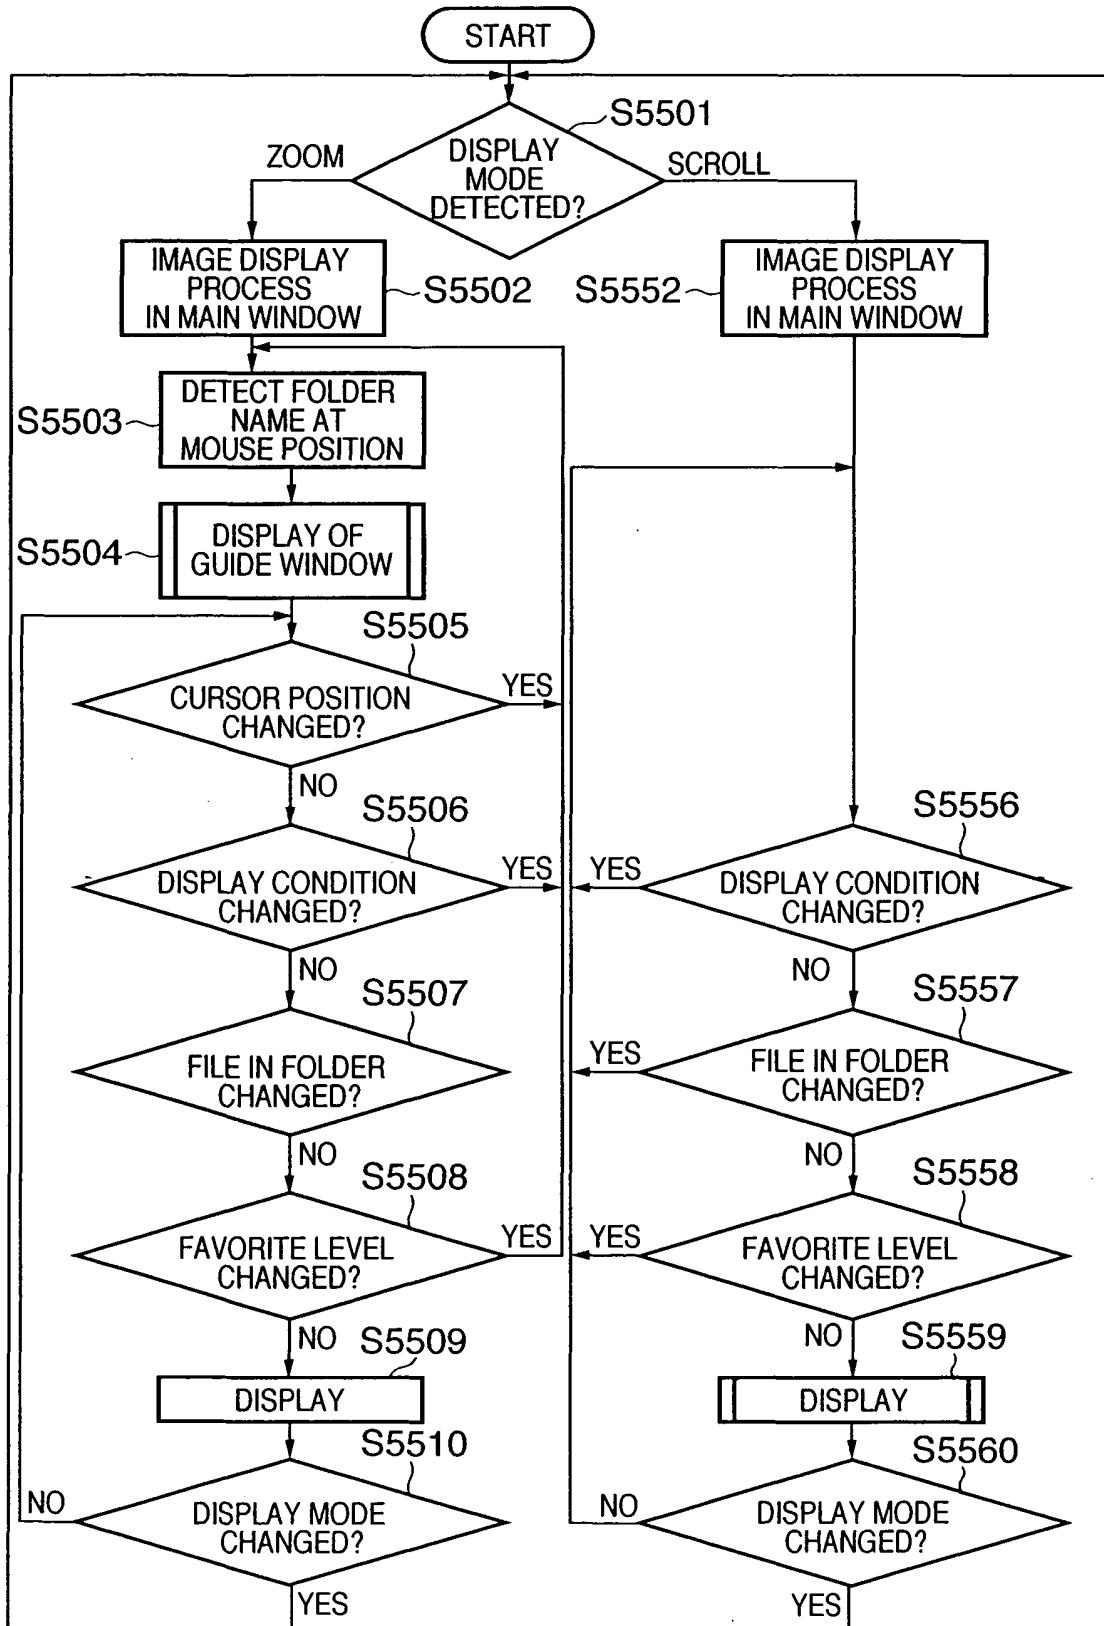 START
S5501
DISPLAY
MODE
DETECTED?
ZOOM
SCROLL
IMAGE DISPLAY
PROCESS
IN MAIN WINDOW
S5502
S5552
IMAGE DISPLAY
PROCESS
IN MAIN WINDOW
S5503
DETECT FOLDER
NAME AT
MOUSE POSITION
S5504
DISPLAY OF
GUIDE WINDOW
S5505
CURSOR POSITION
CHANGED?
YES
NO
S5506
DISPLAY CONDITION
CHANGED?
YES
NO
S5556
DISPLAY CONDITION
CHANGED?
YES
NO
S5507
FILE IN FOLDER
CHANGED?
NO
S5557
FILE IN FOLDER
CHANGED?
YES
NO
S5508
FAVORITE LEVEL
CHANGED?
YES
NO
S5558
FAVORITE LEVEL
CHANGED?
YES
NO
S5509
DISPLAY
S5559
DISPLAY
S5510
DISPLAY MODE
CHANGED?
NO
YES
S5560
DISPLAY MODE
CHANGED?
NO
YES